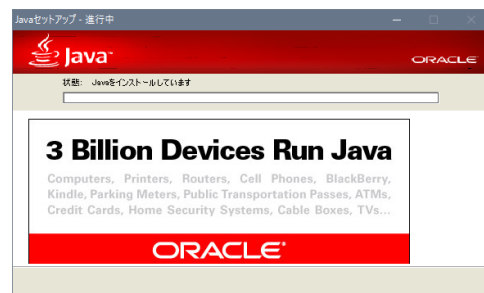 Javaセットアップ - 進行中
Java™
ORACLE
状態: Javaをインストールしています
3 Billion Devices Run Java
Computers, Printers, Routers, Cell Phones, BlackBerry,
Kindle, Parking Meters, Public Transportation Passes, ATMs,
Credit Cards, Home Security Systems, Cable Boxes, TVs...
ORACLE®